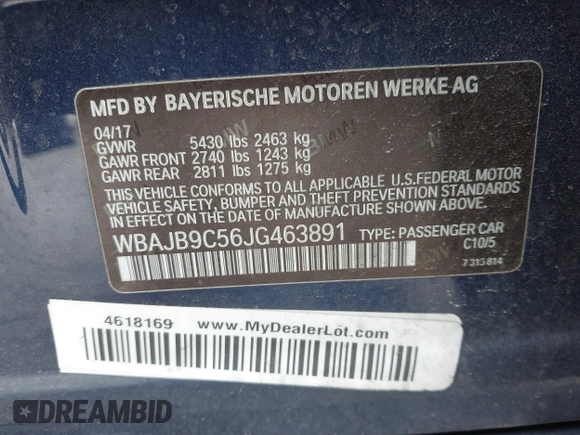 MFD BY BAYERISCHE MOTOREN WERKE AG
04/17
GVWR 5430 lbs 2463 kg
GAWR FRONT 2740 lbs 1243 kg
GAWR REAR 2811 lbs 1275 kg
THIS VEHICLE CONFORMS TO ALL APPLICABLE U.S.FEDERAL MOTOR
VEHICLE SAFETY, BUMPER AND THEFT PREVENTION STANDARDS
IN EFFECT ON THE DATE OF MANUFACTURE SHOWN ABOVE.
WBAJB9C56JG463891 TYPE: PASSENGER CAR
C10/5
7315814
4618169 www.MyDealerLot.com
DREAMBID